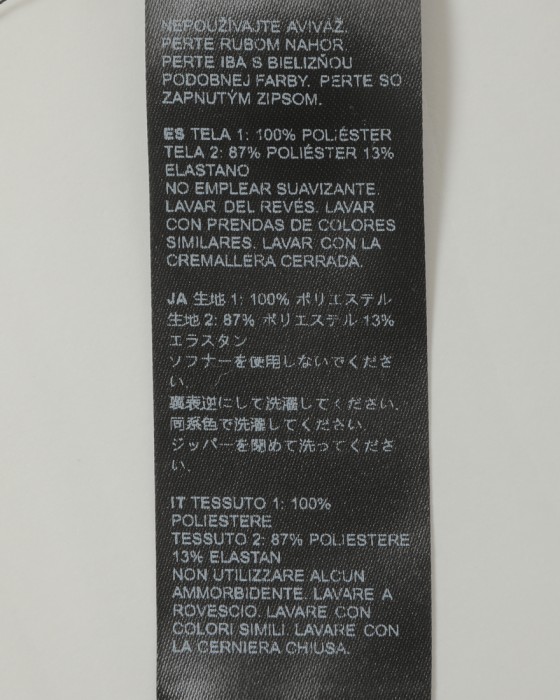 NEPOUŽÍVAJTE AVIVÁŽ.
PERTE RUBOM NAHOR.
PERTE IBA S BIELIZŇOU
PODOBNEJ FARBY. PERTE SO
ZAPNUTÝM ZIPSOM.
ES TELA 1: 100% POLIÉSTER
TELA 2: 87% POLIÉSTER 13%
ELASTANO
NO EMPLEAR SUAVIZANTE.
LAVAR DEL REVÉS. LAVAR
CON PRENDAS DE COLORES
SIMILARES. LAVAR CON LA
CREMALLERA CERRADA.
JA 生地 1: 100% ポリエステル
生地 2: 87% ポリエステル 13%
エラスタン
ソフナーを使用しないでくださ
い.
裏表逆にして洗濯してください.
同系色で洗濯してください.
ジッパーを閉めて洗ってくださ
い.
IT TESSUTO 1: 100%
POLIESTERE
TESSUTO 2: 87% POLIESTERE
13% ELASTAN
NON UTILIZZARE ALCUN
AMMORBIDENTE. LAVARE A
ROVESCIO. LAVARE CON
COLORI SIMILI. LAVARE CON
LA CERNIERA CHIUSA.